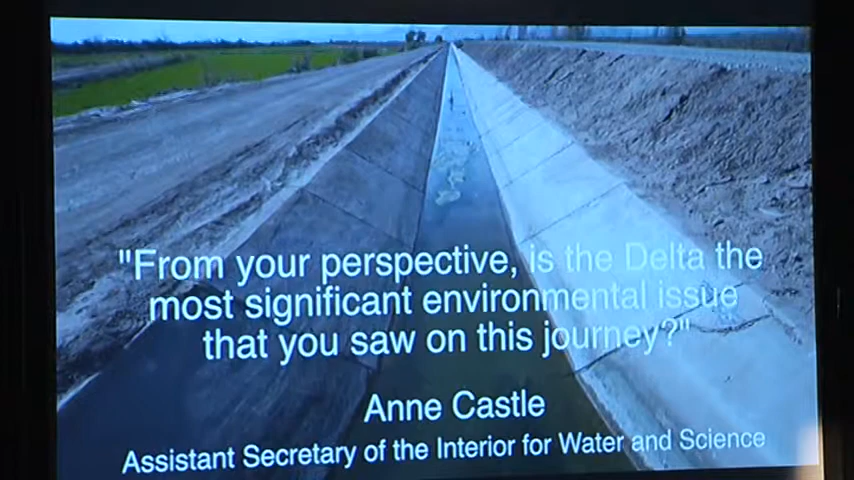 "From your perspective, is the Delta the
most significant environmental issue
that you saw on this journey?"
Anne Castle
Assistant Secretary of the Interior for Water and Science